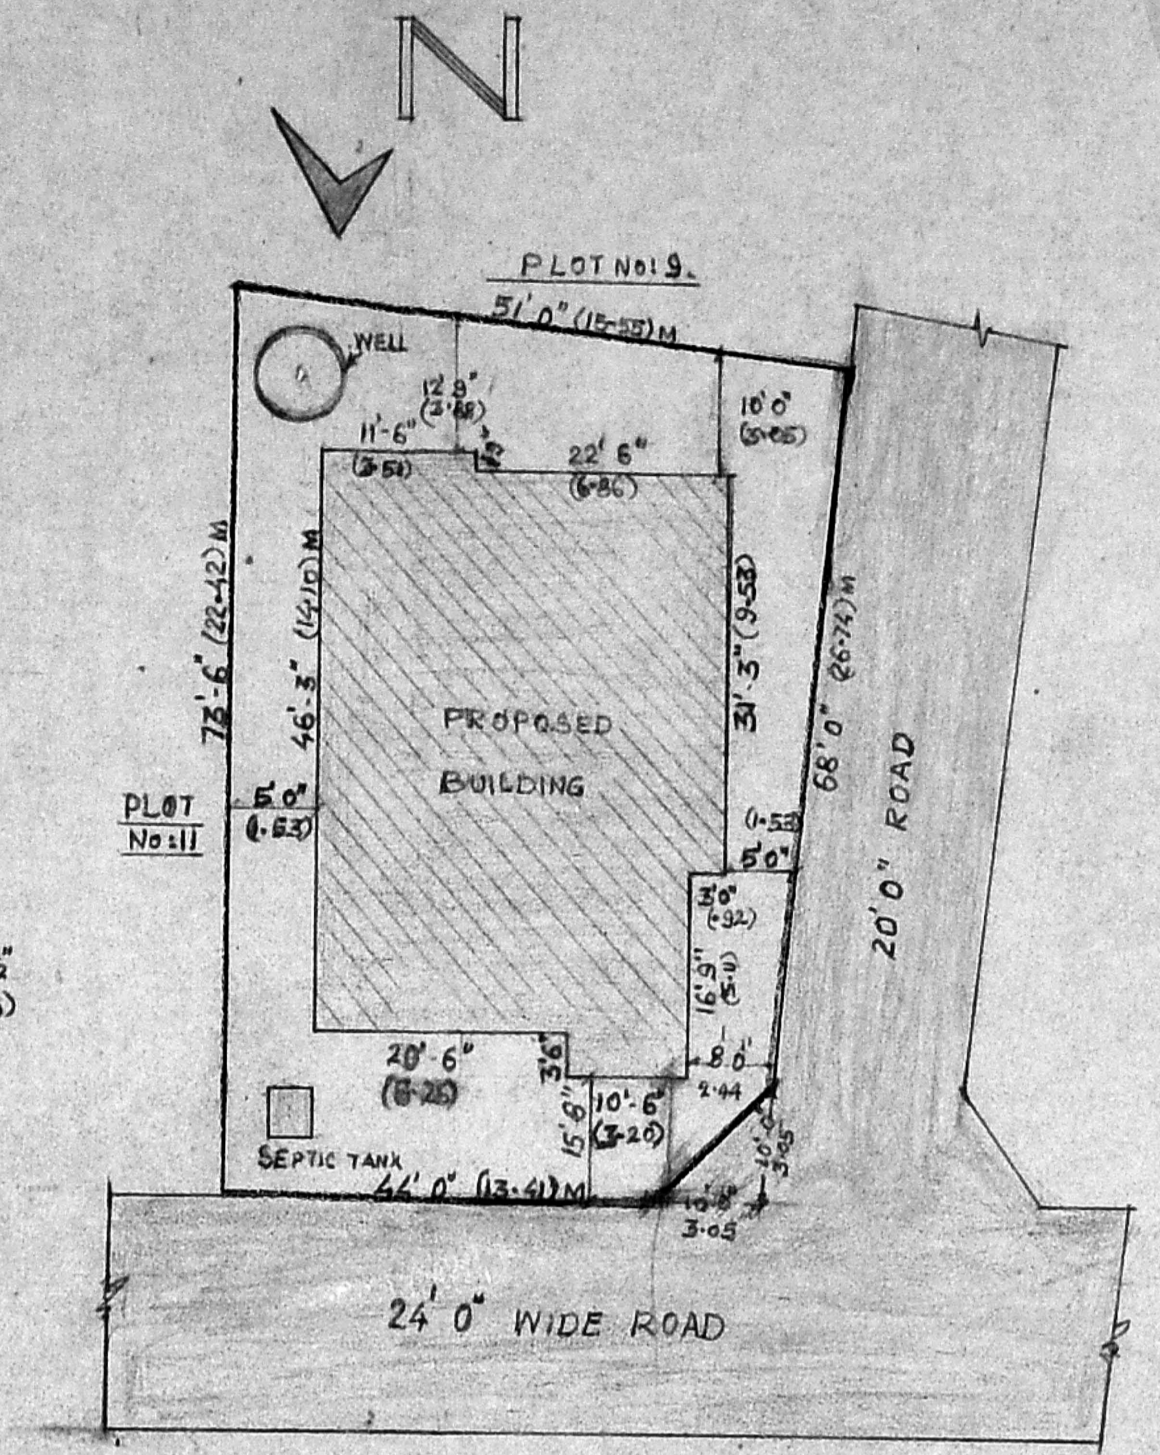 N
PLOT NO: 9.
51' 0" (15-55) M
WELL
12' 9"
(3·88)
11'-6"
(3·51)
22' 6"
(6-86)
10' 0"
(3-05)
73'-6" (22-42) M
46'-3" (14-10) M
31'-3" (9-53)
68' 0" (26-74) M
20' 0" ROAD
PROPOSED
BUILDING
PLOT
No: 11
5' 0"
(1-53)
(1-53)
5' 0"
3' 0"
(·92)
16' 9"
(5·11)
20'-6"
(6-25)
3' 6"
8' 0"
2·44
15' 8"
10'-6"
(3-20)
10' 0"
3·05
SEPTIC TANK
44' 0" (13-41) M
3·05
24' 0" WIDE ROAD